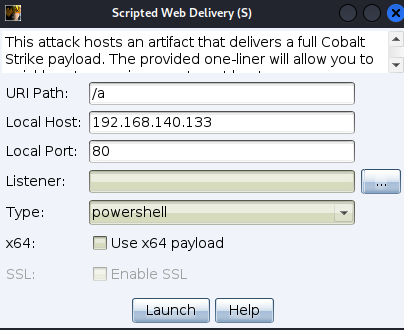 Scripted Web Delivery (S)
This attack hosts an artifact that delivers a full Cobalt
Strike payload. The provided one-liner will allow you to
URI Path: /a
Local Host: 192.168.140.133
Local Port: 80
Listener: ...
Type: powershell
x64: Use x64 payload
SSL: Enable SSL
Launch Help